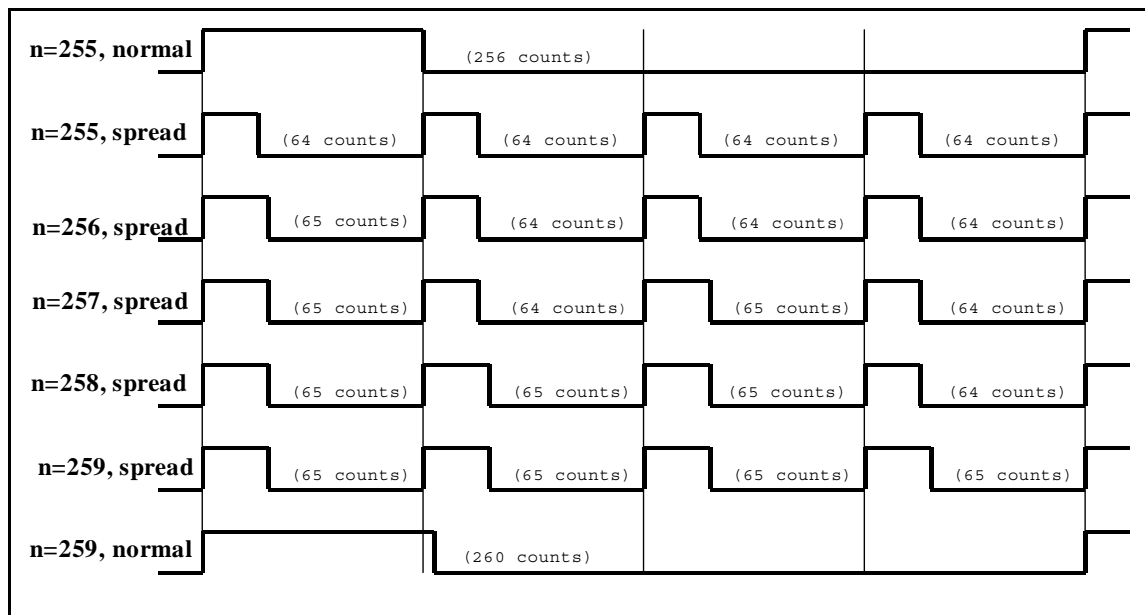 n=255, normal (256 counts)
n=255, spread (64 counts) (64 counts) (64 counts) (64 counts)
n=256, spread (65 counts) (64 counts) (64 counts) (64 counts)
n=257, spread (65 counts) (64 counts) (65 counts) (64 counts)
n=258, spread (65 counts) (65 counts) (65 counts) (64 counts)
n=259, spread (65 counts) (65 counts) (65 counts) (65 counts)
n=259, normal (260 counts)